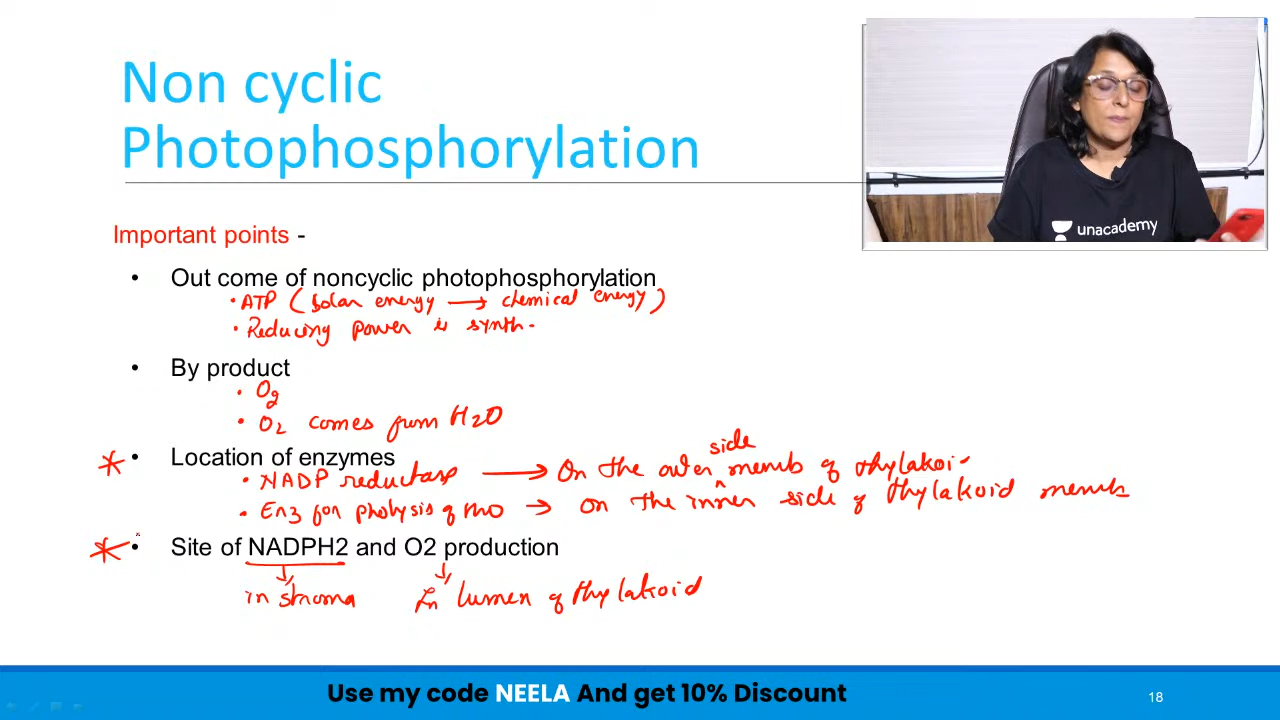 Non cyclic
Photophosphorylation
unacademy
Important points -
• Out come of noncyclic photophosphorylation
• ATP (Solar energy → chemical energy)
• Reducing power is synth.
• By product
• O2
• O2 comes from H2O
* • Location of enzymes
• NADP reductase → On the outer side memb of thylakoi
• Enz for pholysis of H2O → on the inner side of thylakoid memb
* • Site of NADPH2 and O2 production
in stroma In lumen of thylakoid
Use my code NEELA And get 10% Discount
18